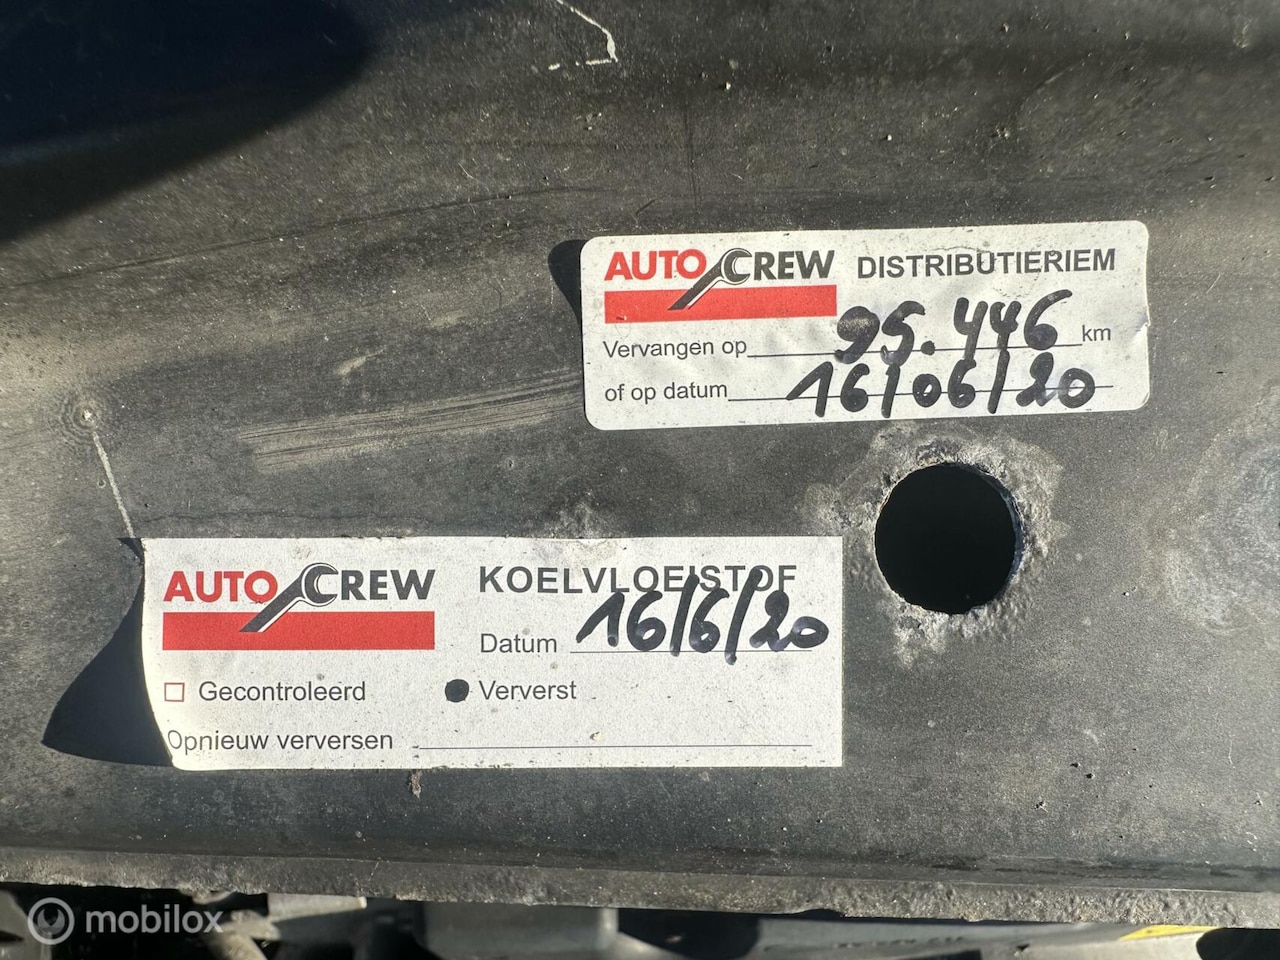 AUTO CREW DISTRIBUTIERIEM
Vervangen op 95.446 km
of op datum 16/06/20
AUTO CREW KOELVLOEISTOF
Datum 16/6/20
Gecontroleerd Ververst
Opnieuw verversen
mobilox